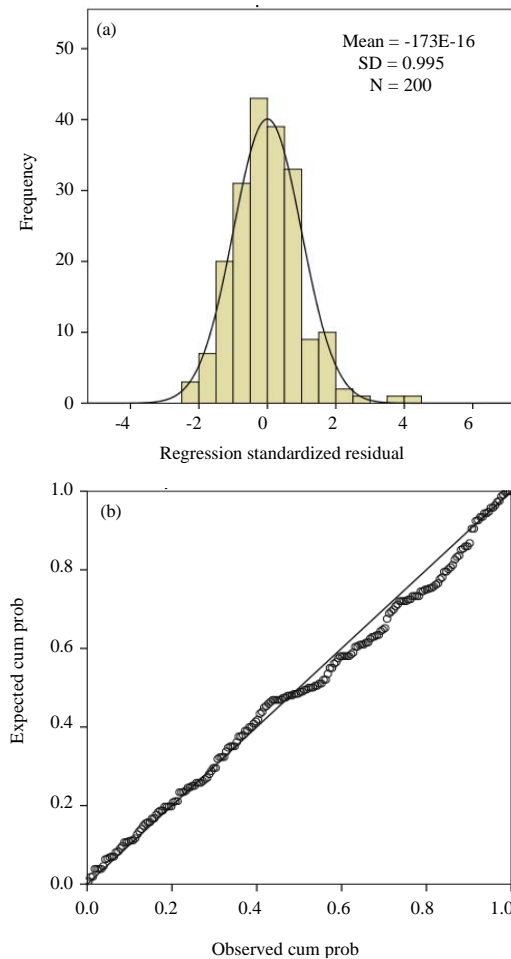 (a)
Mean = -173E-16
SD = 0.995
N = 200
50
40
30
20
10
0
Frequency
-4
-2
0
2
4
6
Regression standardized residual
(b)
1.0
0.8
0.6
0.4
0.2
0.0
Expected cum prob
0.0
0.2
0.4
0.6
0.8
1.0
Observed cum prob